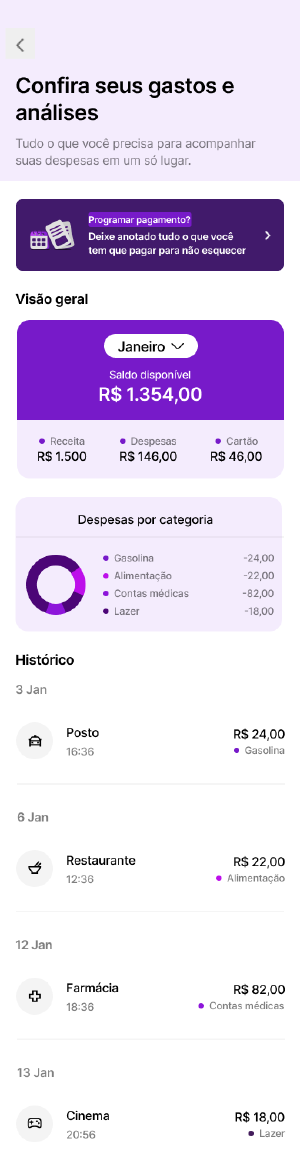 Confira seus gastos e
análises
Tudo o que você precisa para acompanhar
suas despesas em um só lugar.
Programar pagamento?
Deixe anotado tudo o que você
tem que pagar para não esquecer
Visão geral
Janeiro
Saldo disponível
R$ 1.354,00
Receita
R$ 1.500
Despesas
R$ 146,00
Cartão
R$ 46,00
Despesas por categoria
Gasolina -24,00
Alimentação -22,00
Contas médicas -82,00
Lazer -18,00
Histórico
3 Jan
Posto R$ 24,00
16:36 Gasolina
6 Jan
Restaurante R$ 22,00
12:36 Alimentação
12 Jan
Farmácia R$ 82,00
18:36 Contas médicas
13 Jan
Cinema R$ 18,00
20:56 Lazer